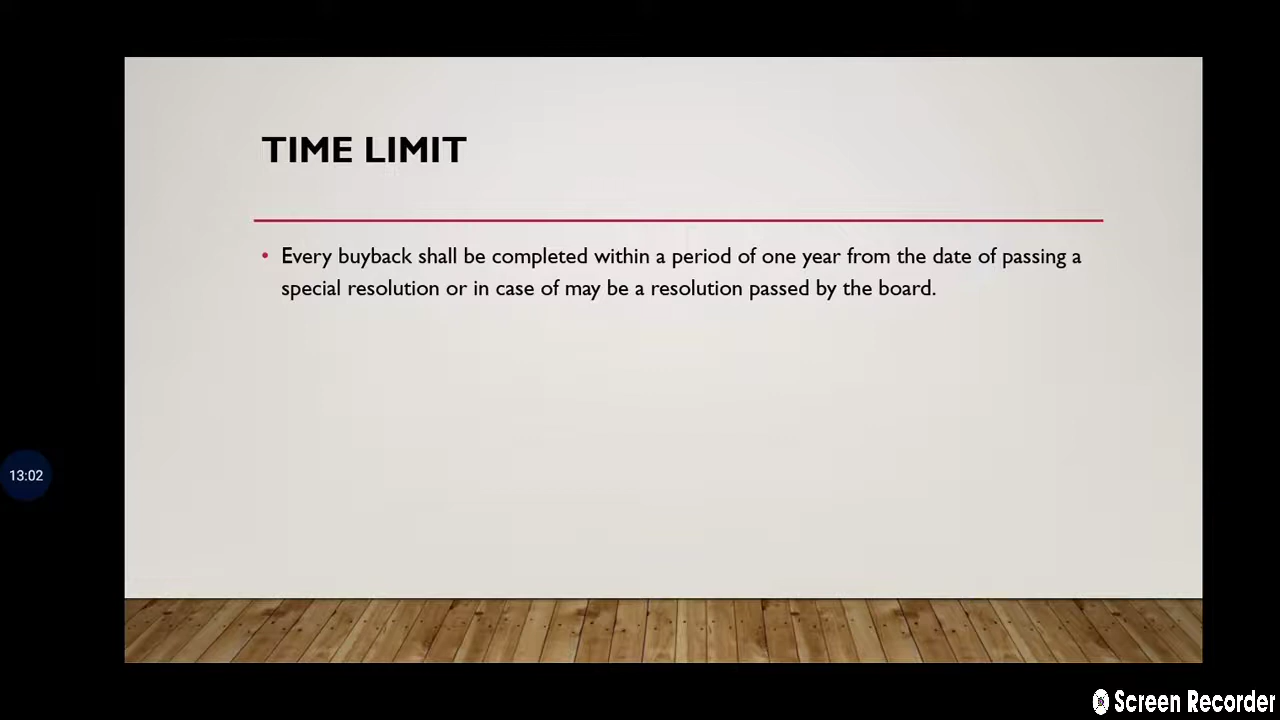 TIME LIMIT
• Every buyback shall be completed within a period of one year from the date of passing a
special resolution or in case of may be a resolution passed by the board.
13:02
Screen Recorder